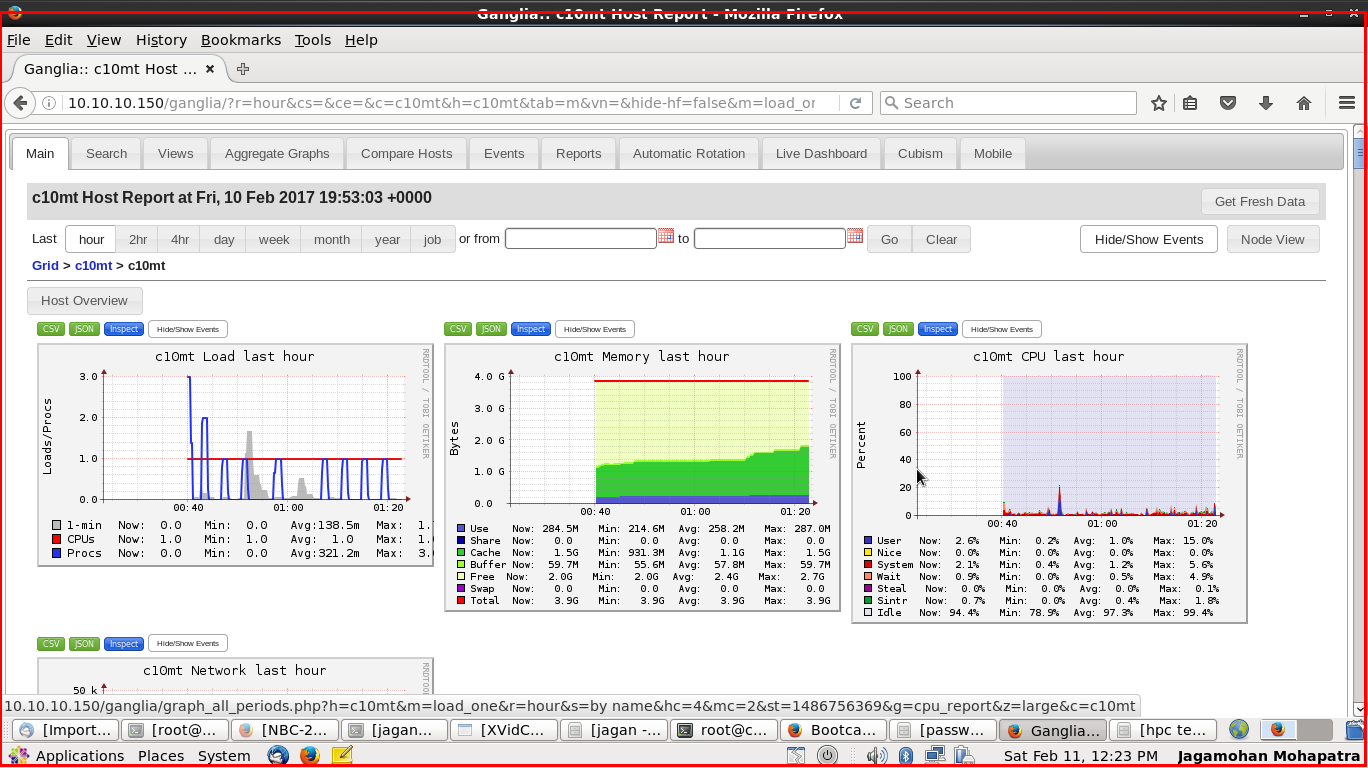 Ganglia:: c10mt Host Report - Mozilla Firefox
File Edit View History Bookmarks Tools Help
Ganglia:: c10mt Host ...
10.10.10.150/ganglia/?r=hour&cs=&ce=&c=c10mt&h=c10mt&tab=m&vn=&hide-hf=false&m=load_or Search
Main Search Views Aggregate Graphs Compare Hosts Events Reports Automatic Rotation Live Dashboard Cubism Mobile
c10mt Host Report at Fri, 10 Feb 2017 19:53:03 +0000 Get Fresh Data
Last hour 2hr 4hr day week month year job or from to Go Clear Hide/Show Events Node View
Grid > c10mt > c10mt
Host Overview
CSV JSON Inspect Hide/Show Events
c10mt Load last hour
RRDTOOL / TOBI OETIKER
Loads/Procs
3.0
2.0
1.0
0.0
00:40 01:00 01:20
1-min Now: 0.0 Min: 0.0 Avg:138.5m Max: 1.
CPUs Now: 1.0 Min: 1.0 Avg: 1.0 Max: 1.
Procs Now: 0.0 Min: 0.0 Avg:321.2m Max: 3.
CSV JSON Inspect Hide/Show Events
c10mt Memory last hour
RRDTOOL / TOBI OETIKER
Bytes
4.0 G
3.0 G
2.0 G
1.0 G
0.0
00:40 01:00 01:20
Use Now: 284.5M Min: 214.6M Avg: 258.2M Max: 287.0M
Share Now: 0.0 Min: 0.0 Avg: 0.0 Max: 0.0
Cache Now: 1.5G Min: 931.3M Avg: 1.1G Max: 1.5G
Buffer Now: 59.7M Min: 55.6M Avg: 57.8M Max: 59.7M
Free Now: 2.0G Min: 2.0G Avg: 2.4G Max: 2.7G
Swap Now: 0.0 Min: 0.0 Avg: 0.0 Max: 0.0
Total Now: 3.9G Min: 3.9G Avg: 3.9G Max: 3.9G
CSV JSON Inspect Hide/Show Events
c10mt CPU last hour
RRDTOOL / TOBI OETIKER
Percent
100
80
60
40
20
0
00:40 01:00 01:20
User Now: 2.6% Min: 0.2% Avg: 1.0% Max: 15.0%
Nice Now: 0.0% Min: 0.0% Avg: 0.0% Max: 0.0%
System Now: 2.1% Min: 0.4% Avg: 1.2% Max: 5.6%
Wait Now: 0.9% Min: 0.0% Avg: 0.5% Max: 4.9%
Steal Now: 0.0% Min: 0.0% Avg: 0.0% Max: 0.1%
Sintr Now: 0.7% Min: 0.0% Avg: 0.4% Max: 1.8%
Idle Now: 94.4% Min: 78.9% Avg: 97.3% Max: 99.4%
CSV JSON Inspect Hide/Show Events
c10mt Network last hour
RRDTOO
50 k
10.10.10.150/ganglia/graph_all_periods.php?h=c10mt&m=load_one&r=hour&s=by name&hc=4&mc=2&st=1486756369&g=cpu_report&z=large&c=c10mt
[Import... [root@... [NBC-2... [jagan... [XVidC... [jagan -... root@c... Bootca... [passw... Ganglia... [hpc te...
Applications Places System Sat Feb 11, 12:23 PM Jagamohan Mohapatra